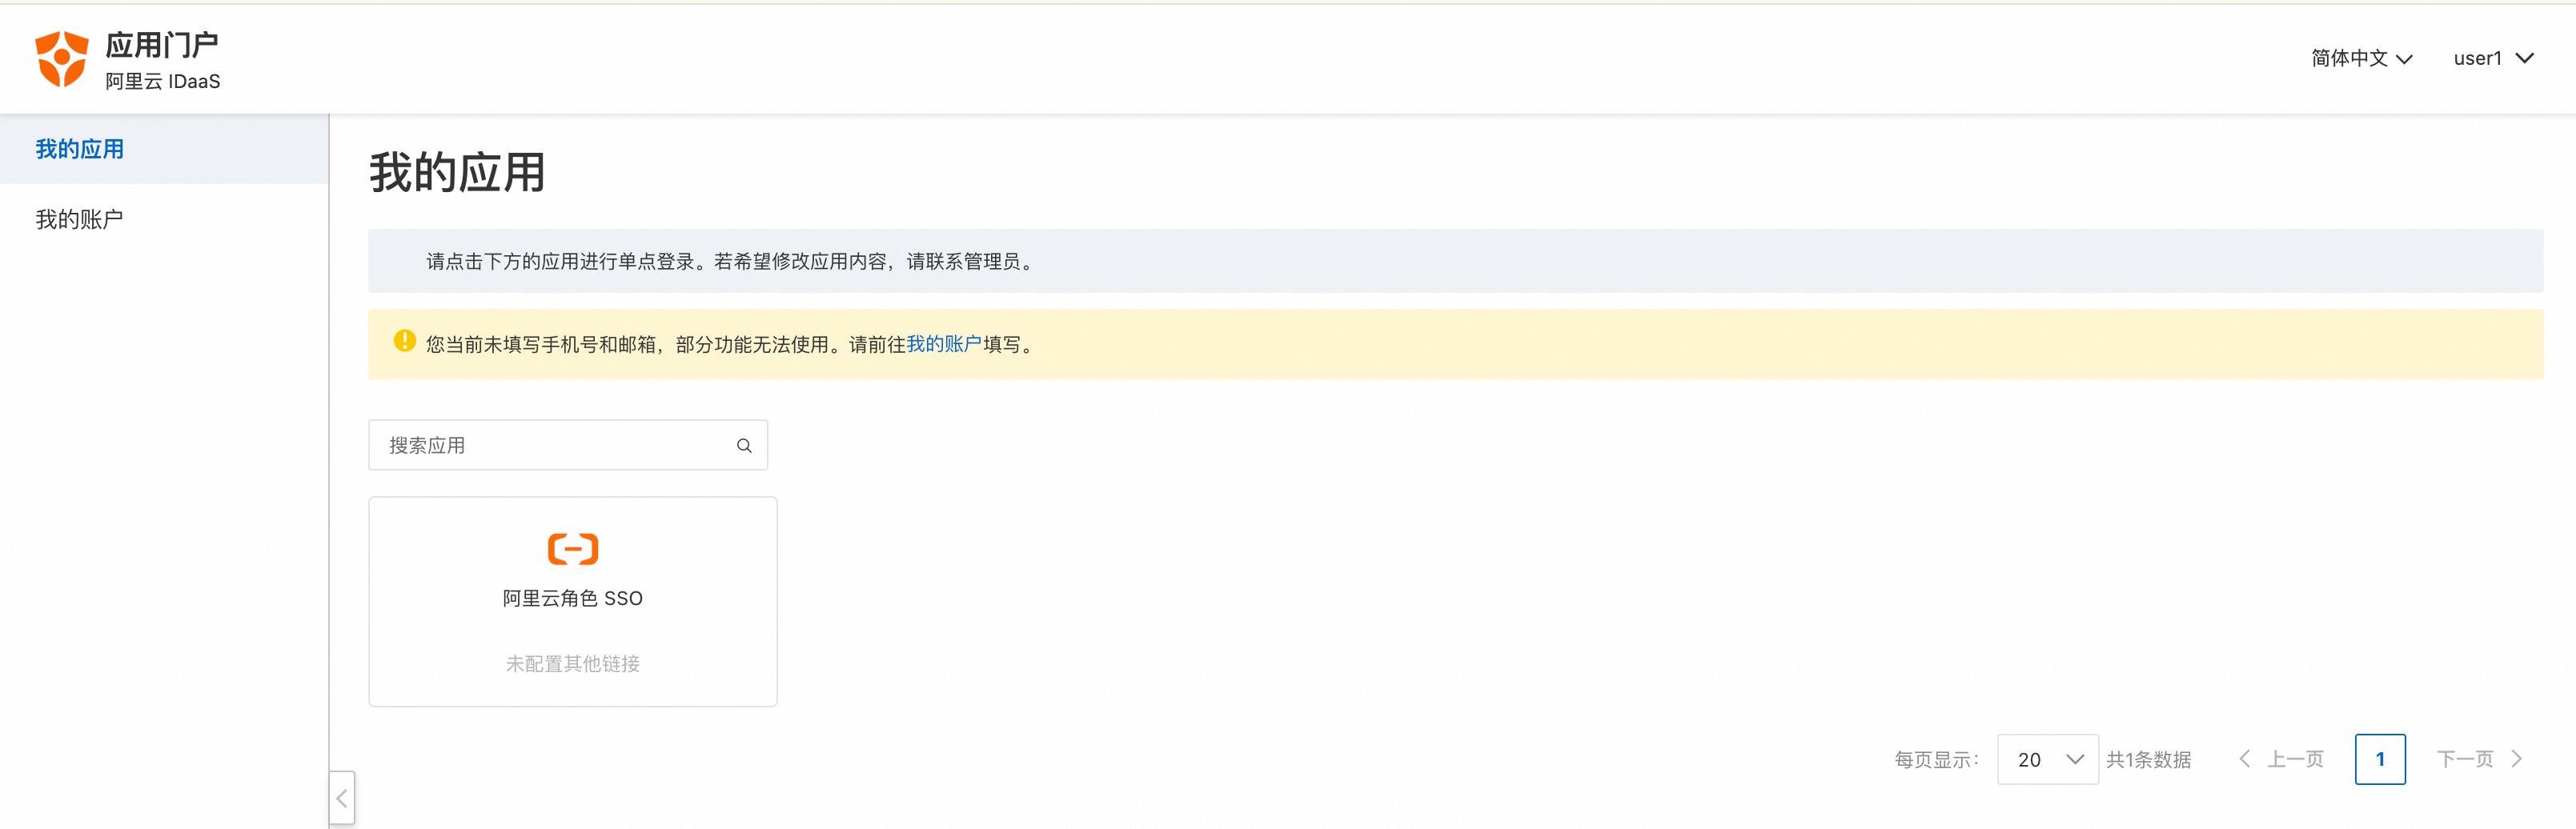 应用门户
阿里云 IDaaS
简体中文
user1
我的应用
我的账户
我的应用
请点击下方的应用进行单点登录。若希望修改应用内容，请联系管理员。
您当前未填写手机号和邮箱，部分功能无法使用。请前往我的账户填写。
搜索应用
阿里云角色 SSO
未配置其他链接
每页显示： 20 共1条数据 上一页 1 下一页